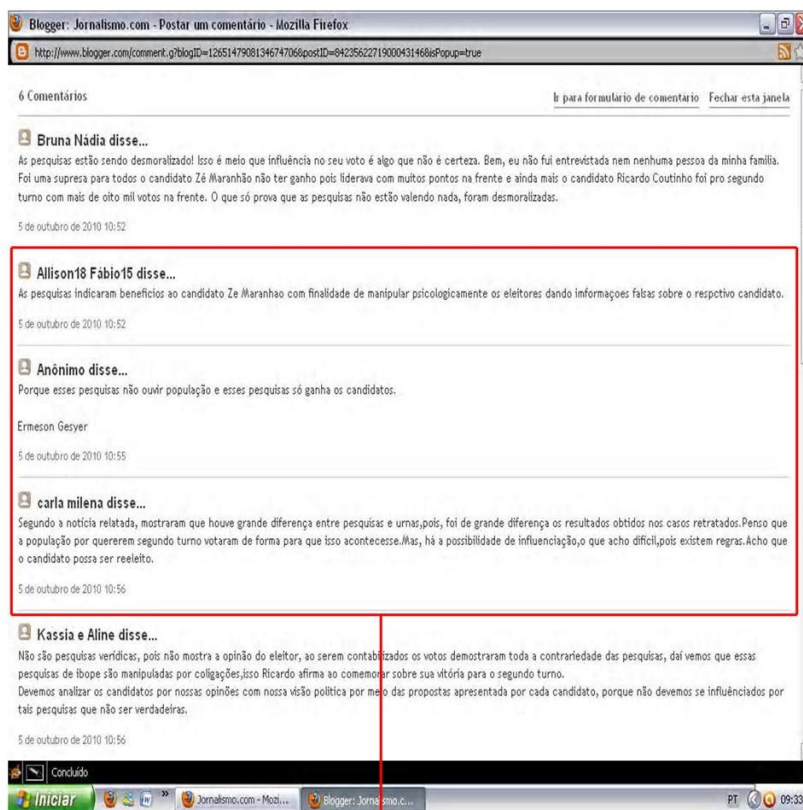 Blogger: Jornalismo.com - Postar um comentário - Mozilla Firefox
http://www.blogger.com/comment.g?blogID=1265147908134674706&postID=8423562271900043146&isPopup=true
6 Comentários
Ir para formulário de comentário Fechar esta janela
Bruna Nádia disse...
As pesquisas estão sendo desmoralizado! Isso é meio que influência no seu voto é algo que não é certeza. Bem, eu não fui entrevistada nem nenhuma pessoa da minha familia.
Foi uma supresa para todos o candidato Zé Maranhão não ter ganho pois liderava com muitos pontos na frente e ainda mais o candidato Ricardo Coutinho foi pro segundo
turno com mais de oito mil votos na frente. O que só prova que as pesquisas não estão valendo nada, foram desmoralizadas.
5 de outubro de 2010 10:52
Allison18 Fábio15 disse...
As pesquisas indicaram beneficios ao candidato Ze Maranhao com finalidade de manipular psicologicamente os eleitores dando imformaçoes falsas sobre o respctivo candidato.
5 de outubro de 2010 10:52
Anônimo disse...
Porque esses pesquisas não ouvir população e esses pesquisas só ganha os candidatos.
Ermeson Gesyer
5 de outubro de 2010 10:55
carla milena disse...
Segundo a notícia relatada, mostraram que houve grande diferença entre pesquisas e urnas,pois, foi de grande diferença os resultados obtidos nos casos retratados.Penso que
a população por quererem segundo turno votaram de forma para que isso acontecesse.Mas, há a possibilidade de influenciação,o que acho difícil,pois existem regras.Acho que
o candidato possa ser reeleito.
5 de outubro de 2010 10:56
Kassia e Aline disse...
Não são pesquisas verídicas, pois não mostra a opinão do eleitor, ao serem contabilizados os votos demostraram toda a contrariedade das pesquisas, daí vemos que essas
pesquisas de ibope são manipuladas por coligações,isso Ricardo afirma ao comemorar sobre sua vitória para o segundo turno.
Devemos analizar os candidatos por nossas opinões com nossa visão politica por meio das propostas apresentada por cada candidato, porque não devemos se influênciados por
tais pesquisas que não ser verdadeiras.
5 de outubro de 2010 10:56
Concluído
Iniciar
Jornalismo.com - Mozi...
Blogger: Jornalismo.c...
PT
09:33